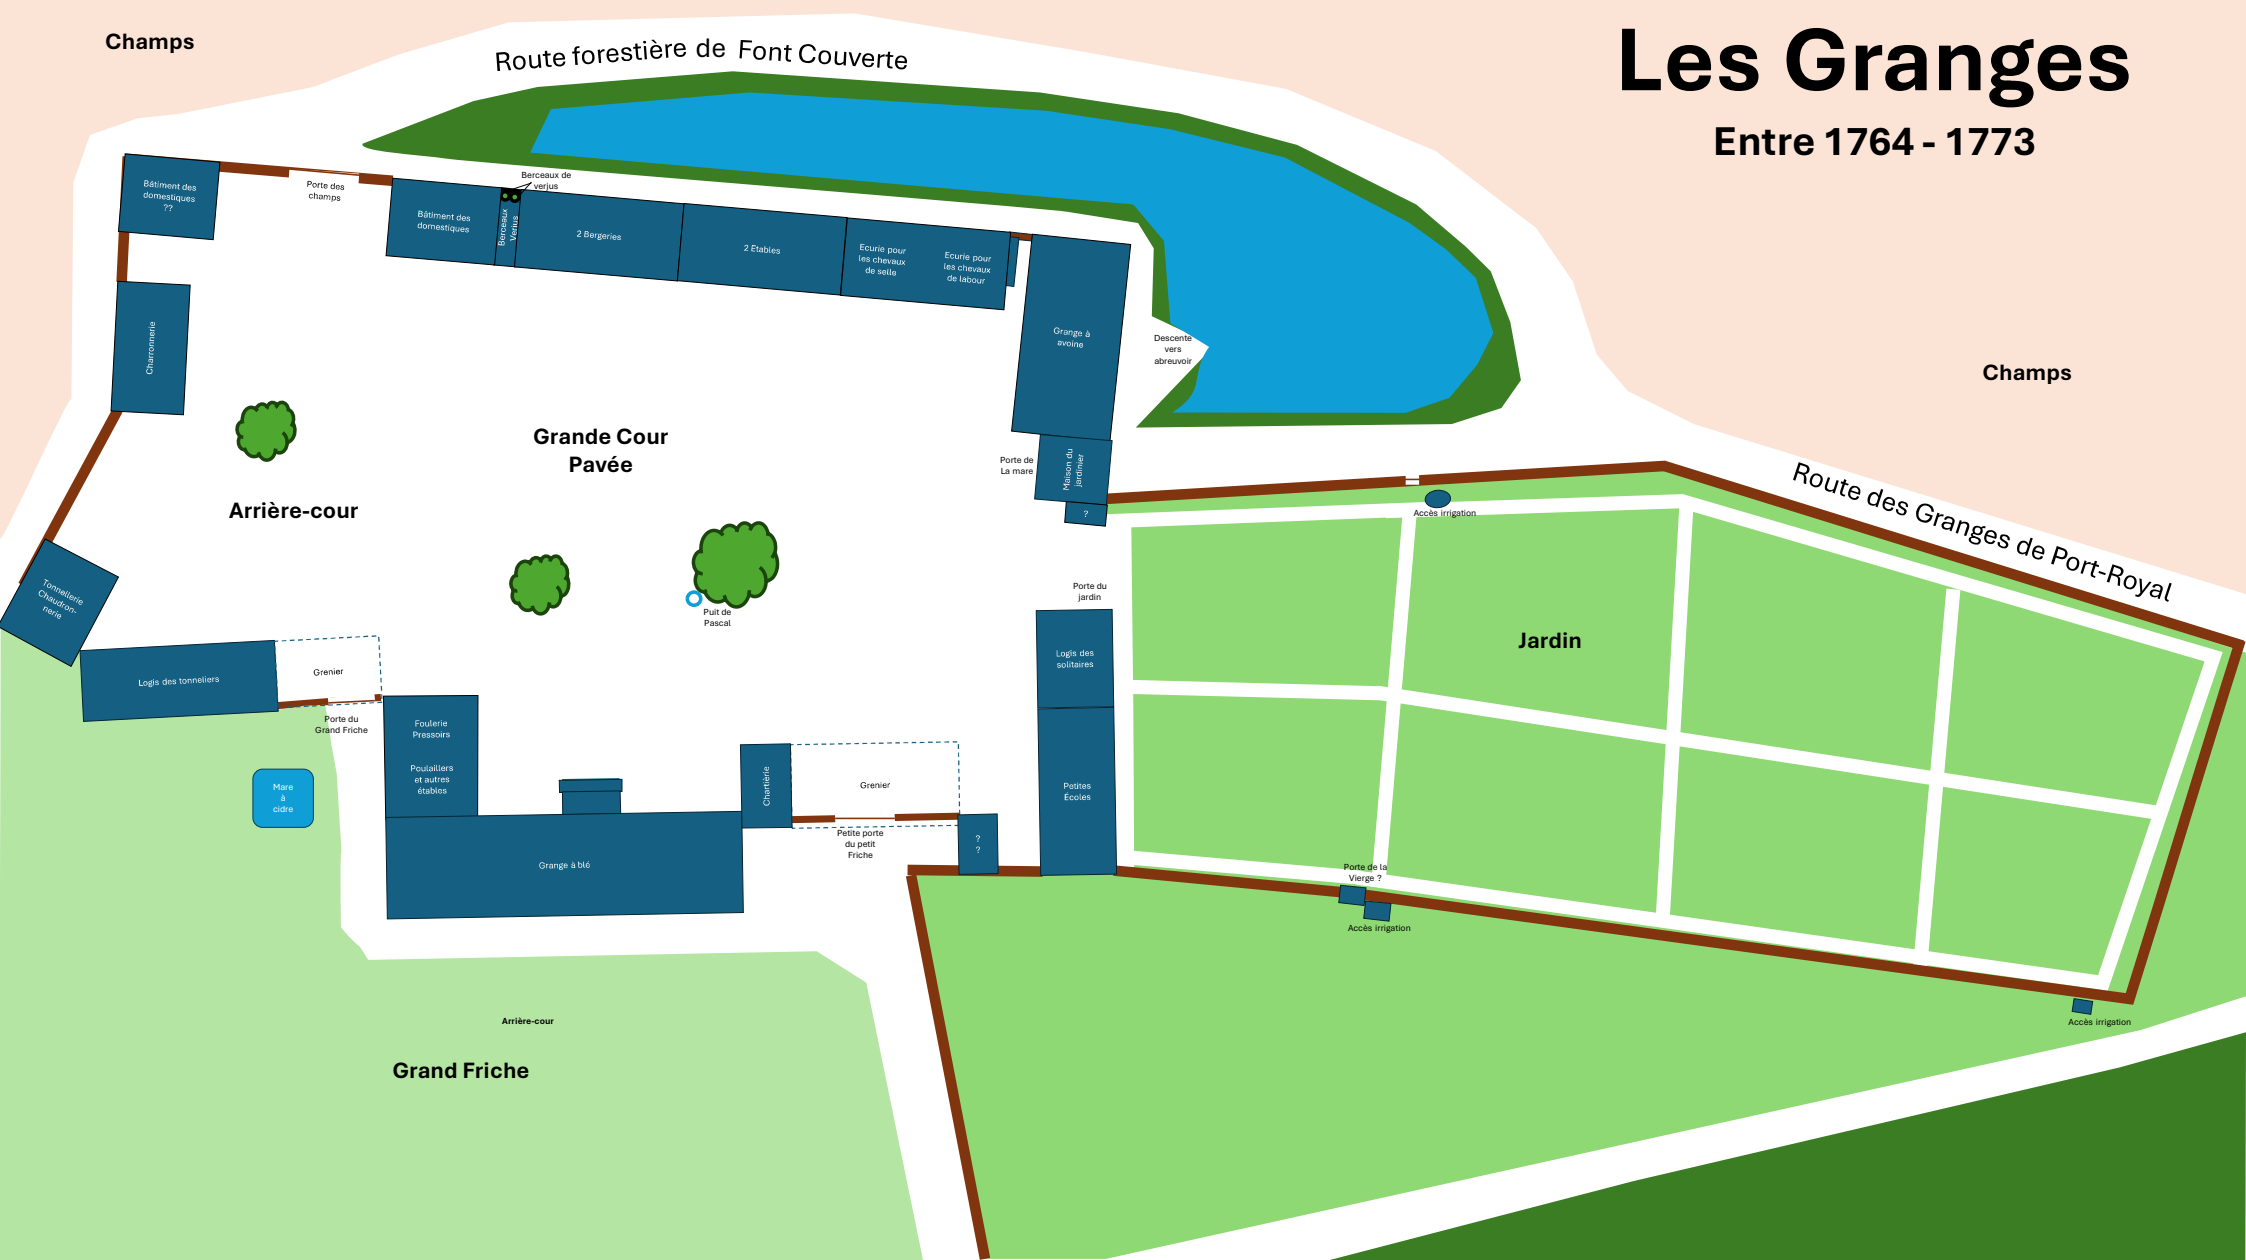 Les Granges
Entre 1764 - 1773
Champs
Route forestière de Font Couverte
Berceaux de
verjus
Porte des
champs
Bâtiment des
domestiques
??
Bâtiment des
domestiques
Berceaux
Verjus
2 Bergeries
2 Etables
Ecurie pour
les chevaux
de selle
Ecurie pour
les chevaux
de labour
Grange à
avoine
Descente
vers
abreuvoir
Champs
Charronnerie
Grande Cour
Pavée
Arrière-cour
Porte de
La mare
Maison du
jardinier
?
Accès irrigation
Route des Granges de Port-Royal
Tonnellerie
Chaudron-
nerie
Puit de
Pascal
Porte du
jardin
Jardin
Logis des tonneliers
Grenier
Logis des
solitaires
Porte du
Grand Friche
Foulerie
Pressoirs
Poulaillers
et autres
étables
Mare
à
cidre
Chartièrie
Grenier
Petites
Écoles
Petite porte
du petit
Friche
?
?
Grange à blé
Porte de la
Vierge ?
Accès irrigation
Accès irrigation
Arrière-cour
Grand Friche